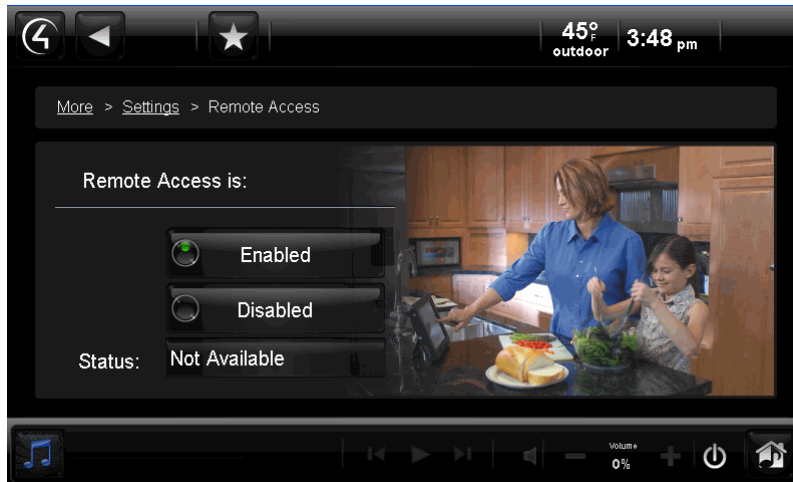 45°F
outdoor
3:48 pm
More > Settings > Remote Access
Remote Access is:
Enabled
Disabled
Status: Not Available
Volume
0%